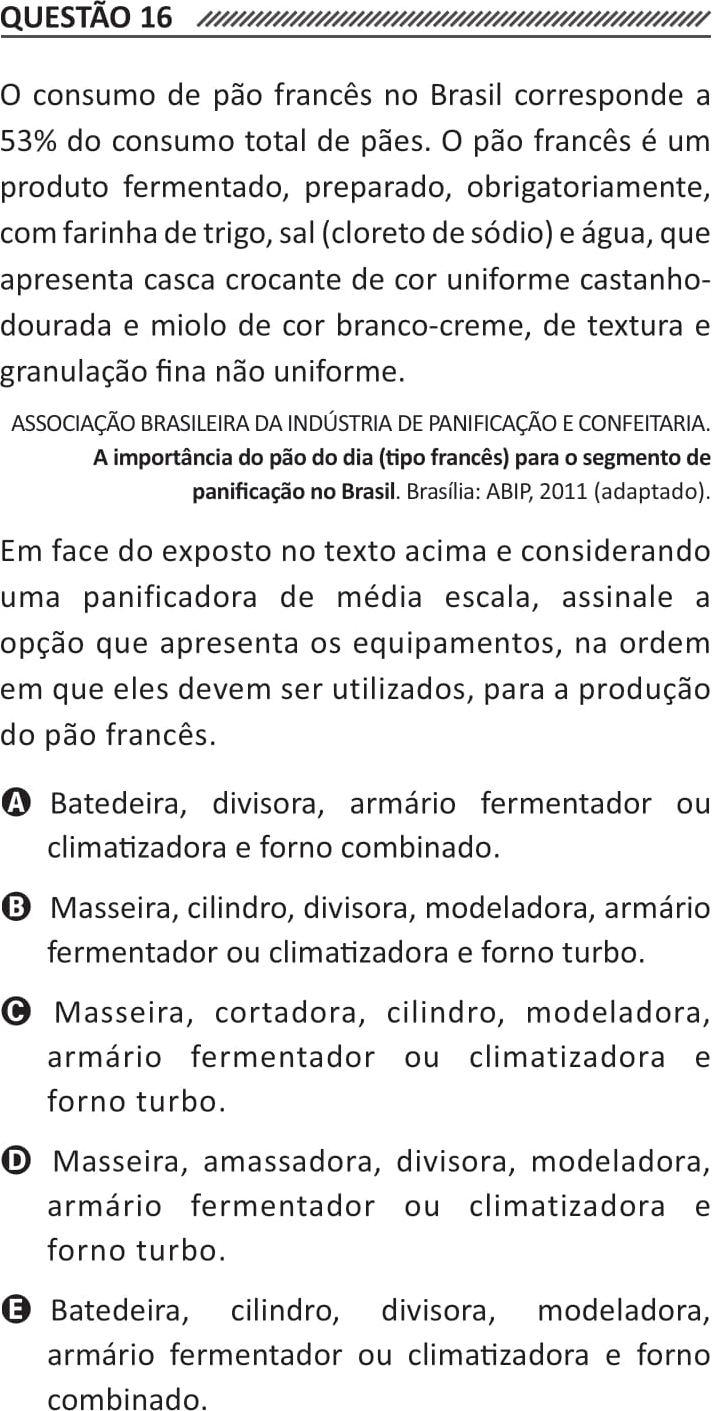 QUESTÃO 16
O consumo de pão francês no Brasil corresponde a
53% do consumo total de pães. O pão francês é um
produto fermentado, preparado, obrigatoriamente,
com farinha de trigo, sal (cloreto de sódio) e água, que
apresenta casca crocante de cor uniforme castanho-
dourada e miolo de cor branco-creme, de textura e
granulação fina não uniforme.
ASSOCIAÇÃO BRASILEIRA DA INDÚSTRIA DE PANIFICAÇÃO E CONFEITARIA.
A importância do pão do dia (tipo francês) para o segmento de
panificação no Brasil. Brasília: ABIP, 2011 (adaptado).
Em face do exposto no texto acima e considerando
uma panificadora de média escala, assinale a
opção que apresenta os equipamentos, na ordem
em que eles devem ser utilizados, para a produção
do pão francês.
A Batedeira, divisora, armário fermentador ou
climatizadora e forno combinado.
B Masseira, cilindro, divisora, modeladora, armário
fermentador ou climatizadora e forno turbo.
C Masseira, cortadora, cilindro, modeladora,
armário fermentador ou climatizadora e
forno turbo.
D Masseira, amassadora, divisora, modeladora,
armário fermentador ou climatizadora e
forno turbo.
E Batedeira, cilindro, divisora, modeladora,
armário fermentador ou climatizadora e forno
combinado.